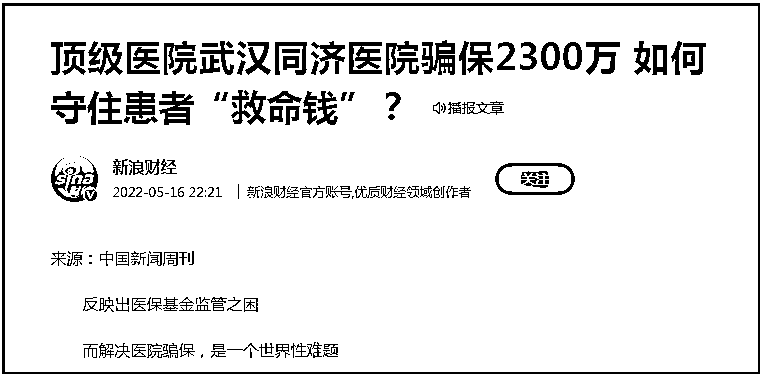 顶级医院武汉同济医院骗保2300万 如何
守住患者“救命钱”？ 播报文章
新浪财经
2022-05-16 22:21 | 新浪财经官方账号,优质财经领域创作者
关注
sina
来源：中国新闻周刊
反映出医保基金监管之困
而解决医院骗保，是一个世界性难题